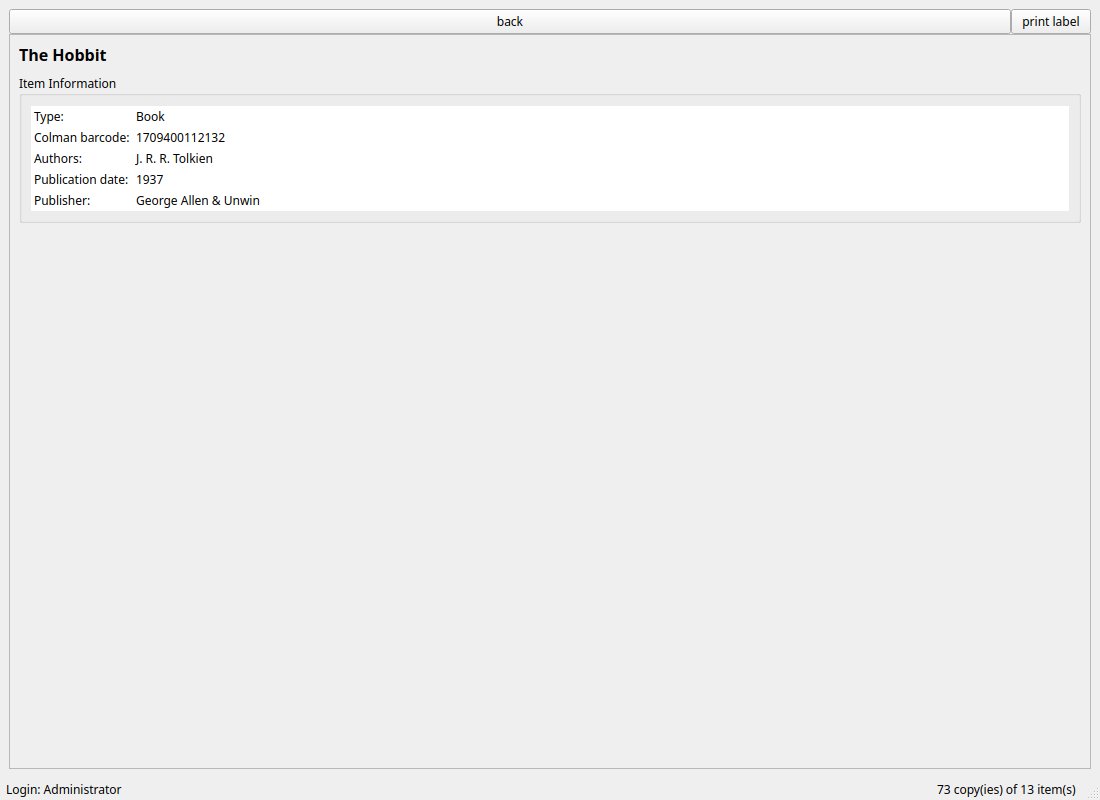 back print label
The Hobbit
Item Information
Type: Book
Colman barcode: 1709400112132
Authors: J. R. R. Tolkien
Publication date: 1937
Publisher: George Allen & Unwin
Login: Administrator 73 copy(ies) of 13 item(s)